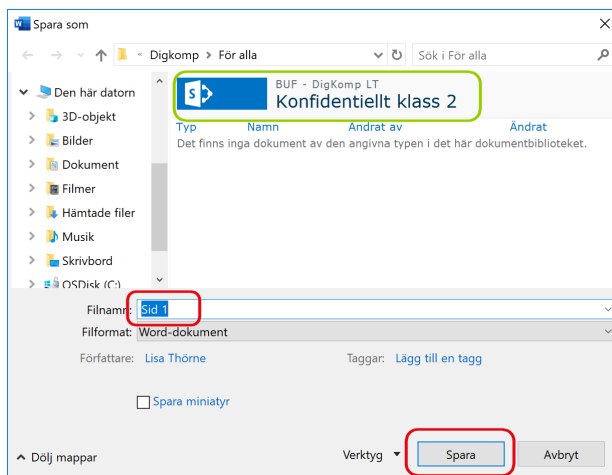 Spara som
« Digkomp > För alla
Sök i För alla
Den här datorn
3D-objekt
Bilder
Dokument
Filmer
Hämtade filer
Musik
Skrivbord
OSDisk (C:)
BUF - DigKomp LT
Konfidentiellt klass 2
Typ Namn Ändrat av Ändrat
Det finns inga dokument av den angivna typen i det här dokumentbiblioteket.
Filnamn: Sid 1
Filformat: Word-dokument
Författare: Lisa Thörne Taggar: Lägg till en tagg
Spara miniatyr
Dölj mappar Verktyg Spara Avbryt